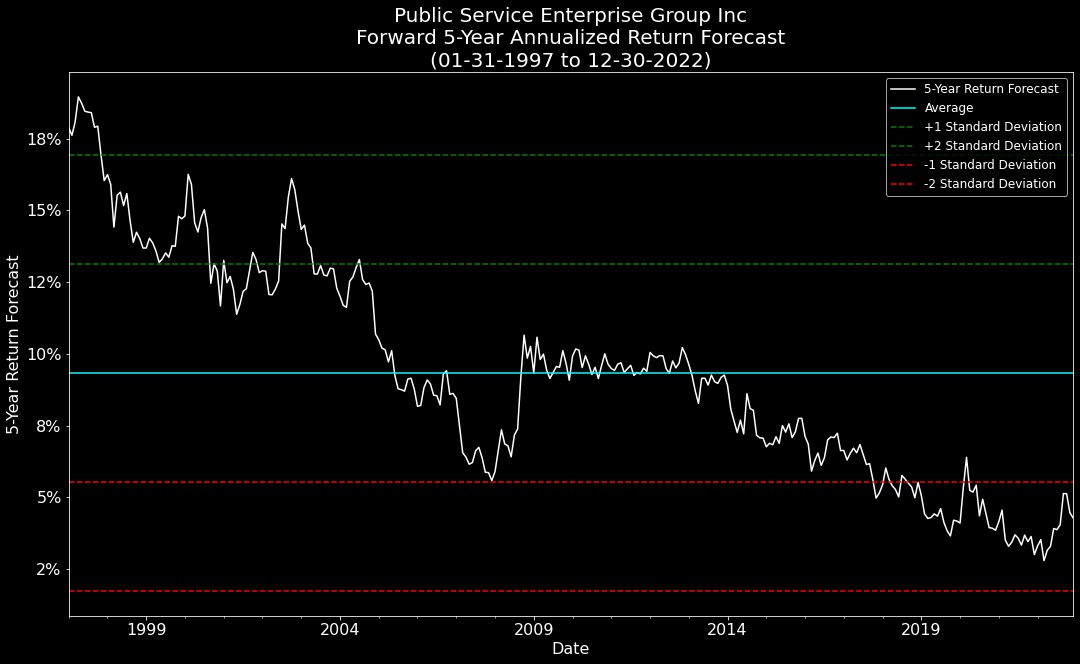 Public Service Enterprise Group Inc
Forward 5-Year Annualized Return Forecast
(01-31-1997 to 12-30-2022)
5-Year Return Forecast
Average
+1 Standard Deviation
+2 Standard Deviation
-1 Standard Deviation
-2 Standard Deviation
5-Year Return Forecast
18%
15%
12%
10%
8%
5%
2%
1999
2004
2009
2014
2019
Date